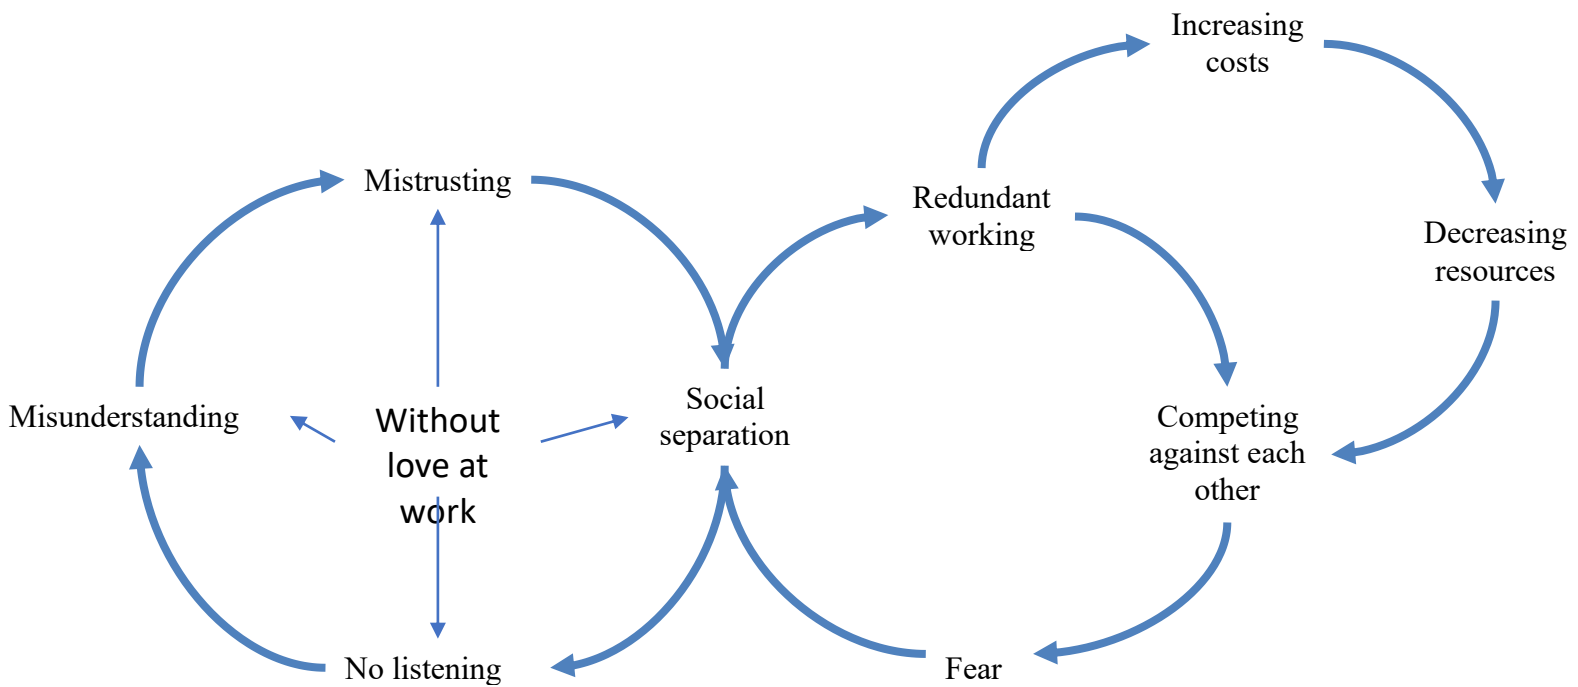 Increasing
costs
Mistrusting
Redundant
working
Decreasing
resources
Misunderstanding
Without
love at
work
Social
separation
Competing
against each
other
No listening
Fear